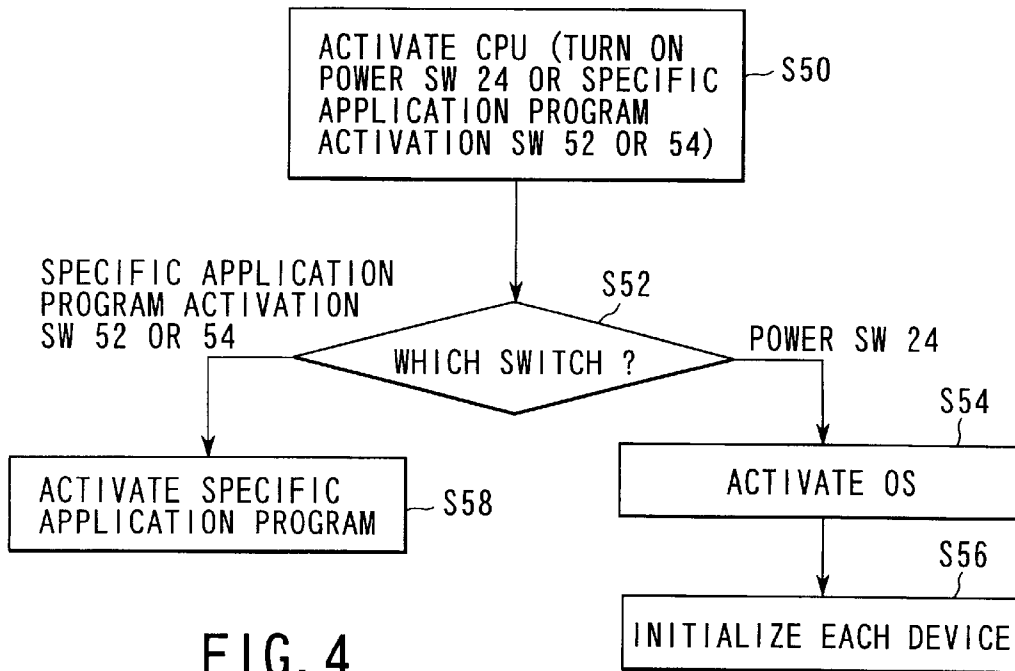 ACTIVATE CPU (TURN ON
POWER SW 24 OR SPECIFIC
APPLICATION PROGRAM
ACTIVATION SW 52 OR 54)
S50
SPECIFIC APPLICATION
PROGRAM ACTIVATION
SW 52 OR 54
S52
WHICH SWITCH ?
POWER SW 24
S54
ACTIVATE OS
ACTIVATE SPECIFIC
APPLICATION PROGRAM
S58
S56
INITIALIZE EACH DEVICE
FIG. 4